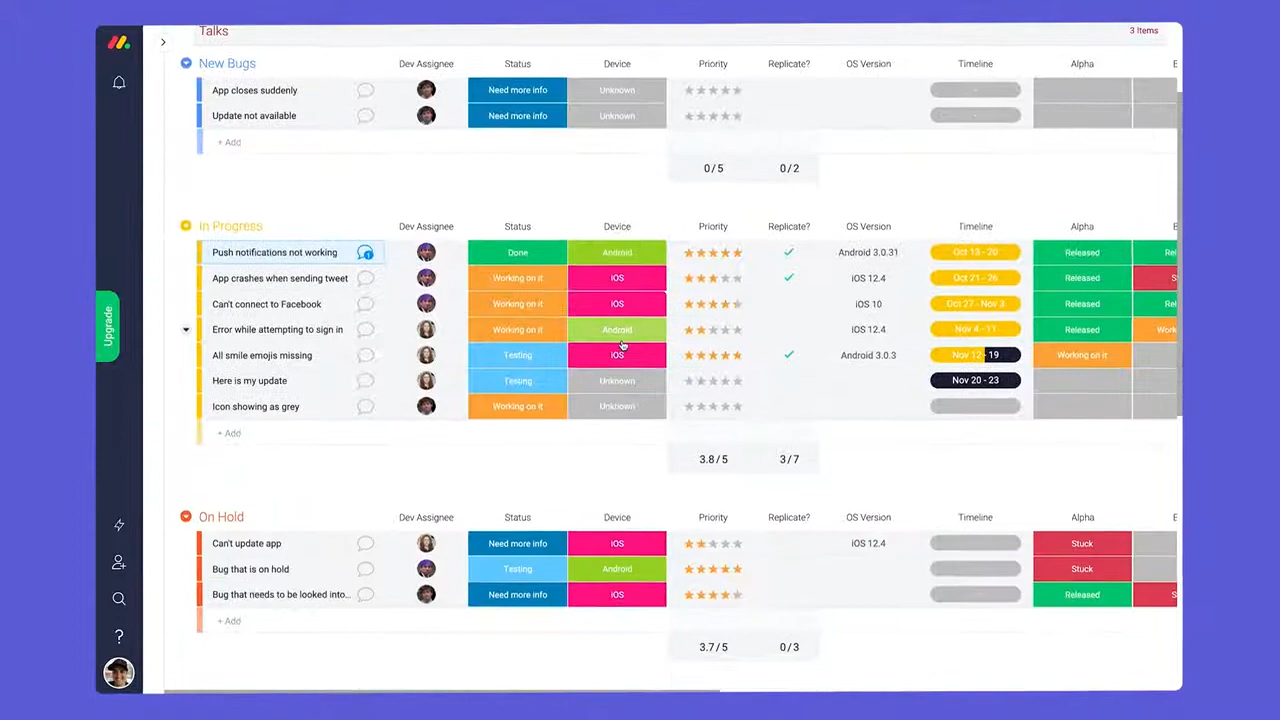 Talks 3 Items
New Bugs Dev Assignee Status Device Priority Replicate? OS Version Timeline Alpha
App closes suddenly Need more info Unknown -
Update not available Need more info Unknown -
+ Add
0 / 5 0 / 2
In Progress Dev Assignee Status Device Priority Replicate? OS Version Timeline Alpha
Push notifications not working 1 Done Android Android 3.0.31 Oct 13 - 20 Released Rel
App crashes when sending tweet Working on it iOS iOS 12.4 Oct 21 - 26 Released S
Can't connect to Facebook Working on it iOS iOS 10 Oct 27 - Nov 3 Released Rel
Error while attempting to sign in Working on it Android iOS 12.4 Nov 4 - 11 Released Work
Upgrade
All smile emojis missing Testing iOS Android 3.0.3 Nov 12 - 19 Working on it
Here is my update Testing Unknown Nov 20 - 23
Icon showing as grey Working on it Unknown
+ Add
3.8 / 5 3 / 7
On Hold Dev Assignee Status Device Priority Replicate? OS Version Timeline Alpha
Can't update app Need more info iOS iOS 12.4 Stuck
Bug that is on hold Testing Android Stuck
Bug that needs to be looked into... Need more info iOS Released S
+ Add
3.7 / 5 0 / 3